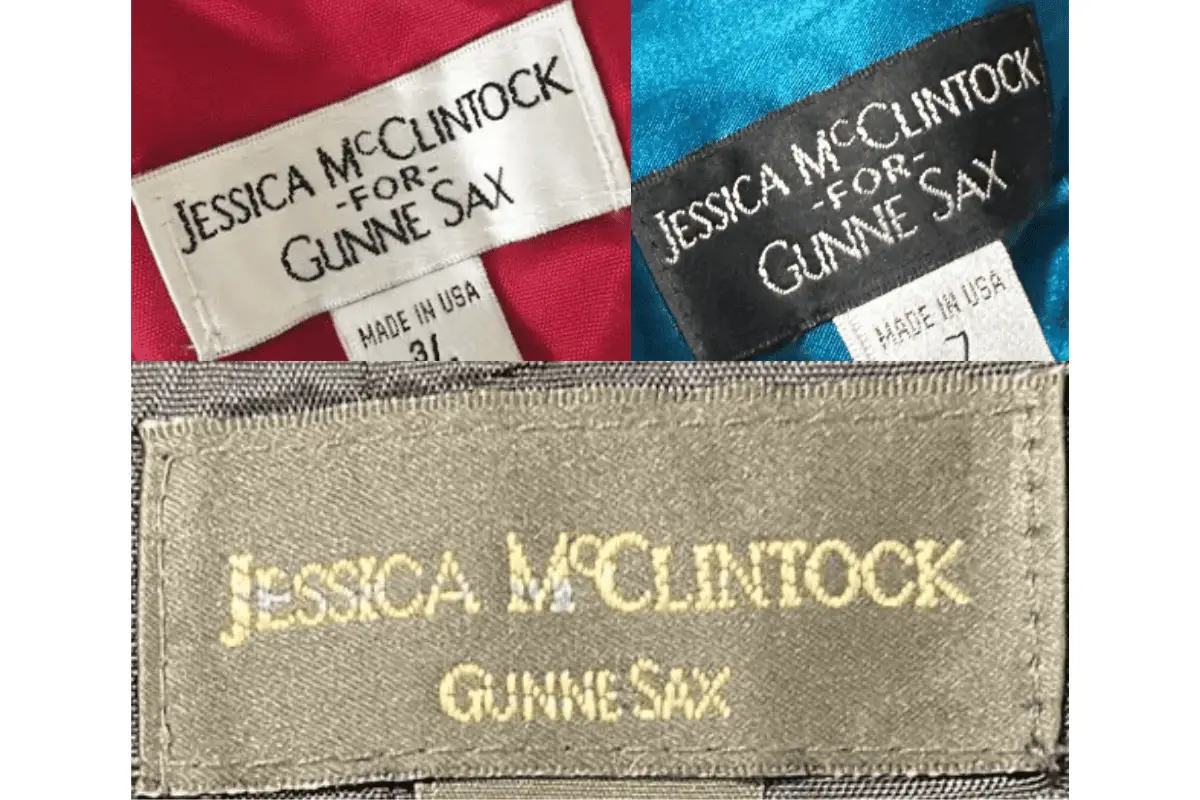 JESSICA McCLINTOCK
-FOR-
GUNNE SAX
MADE IN USA
JESSICA McCLINTOCK
-FOR-
GUNNE SAX
MADE IN USA
7
JESSICA McCLINTOCK
GUNNE SAX